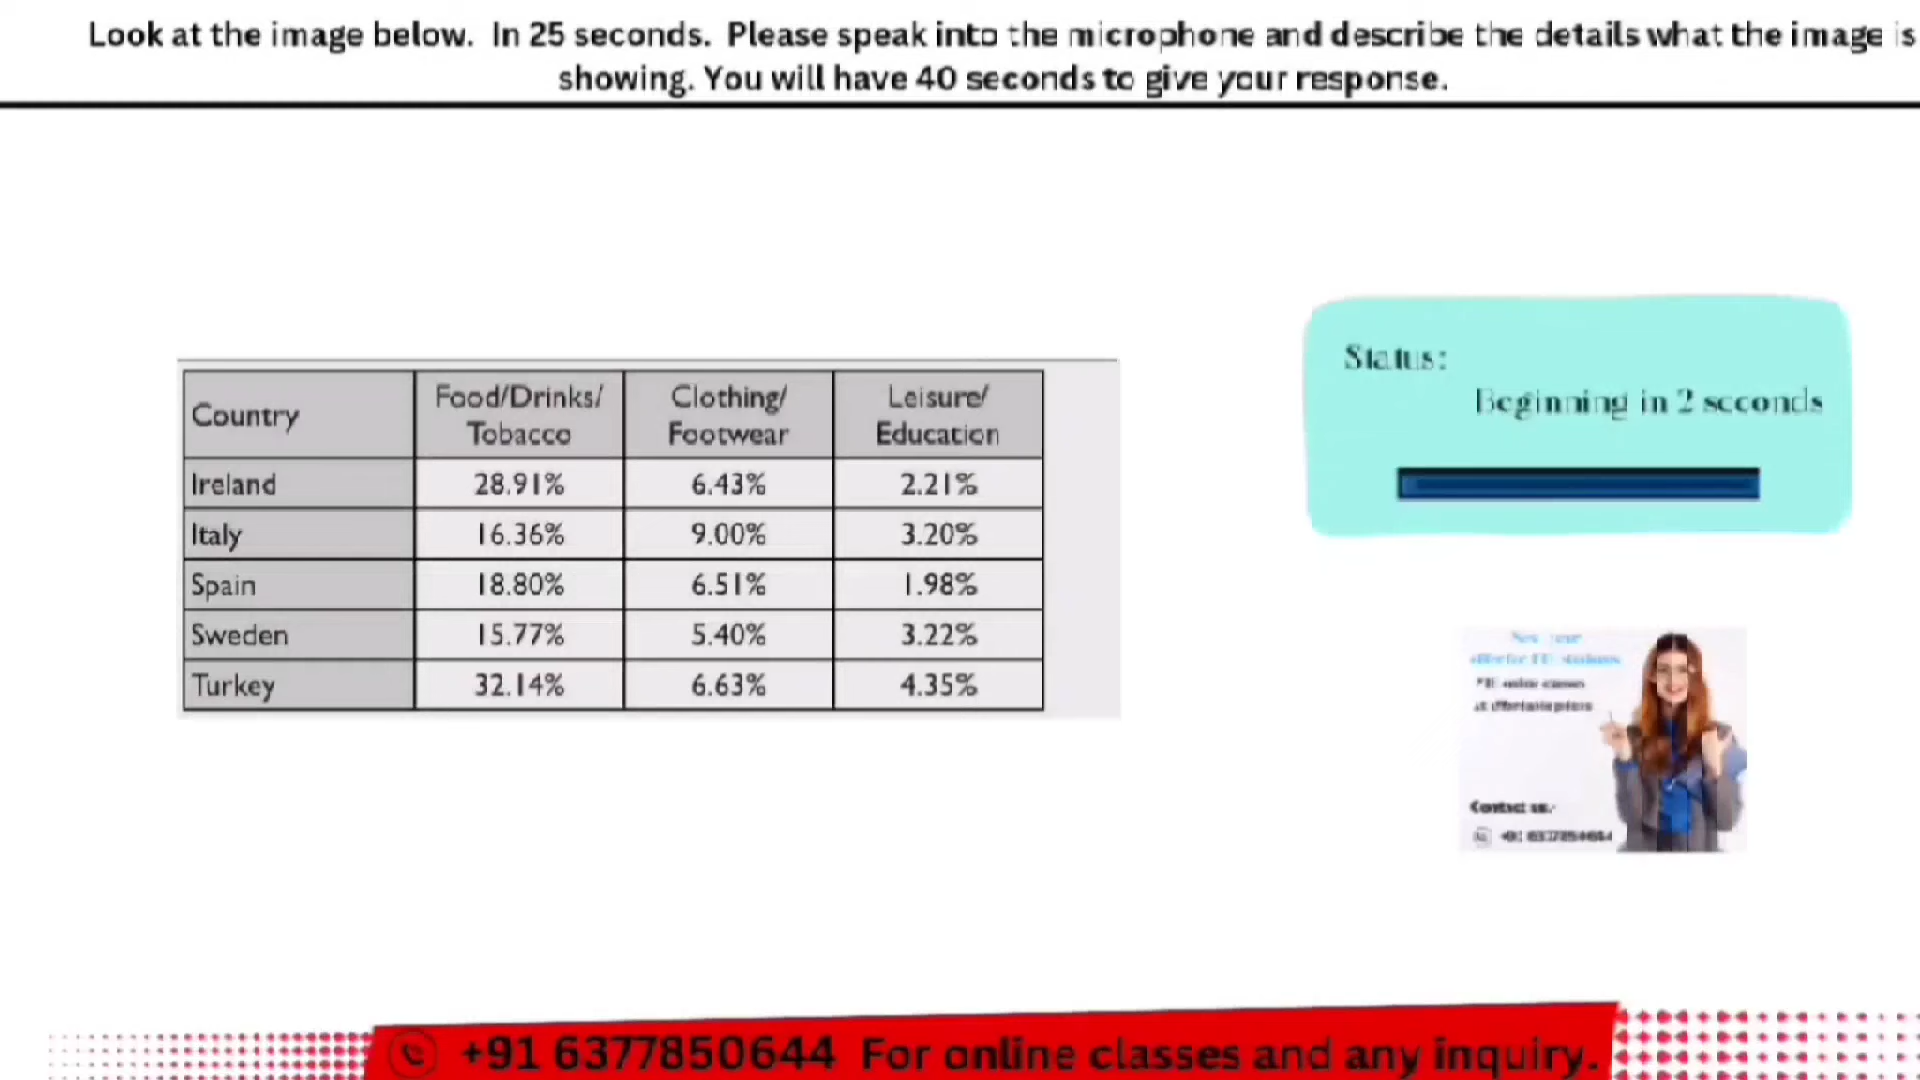 Look at the image below. In 25 seconds. Please speak into the microphone and describe the details what the image is
showing. You will have 40 seconds to give your response.
Country Food/Drinks/Tobacco Clothing/Footwear Leisure/Education
Ireland 28.91% 6.43% 2.21%
Italy 16.36% 9.00% 3.20%
Spain 18.80% 6.51% 1.98%
Sweden 15.77% 5.40% 3.22%
Turkey 32.14% 6.63% 4.35%
Status:
Beginning in 2 seconds
Contact us:-
+91 6377850644
+91 6377850644 For online classes and any inquiry.